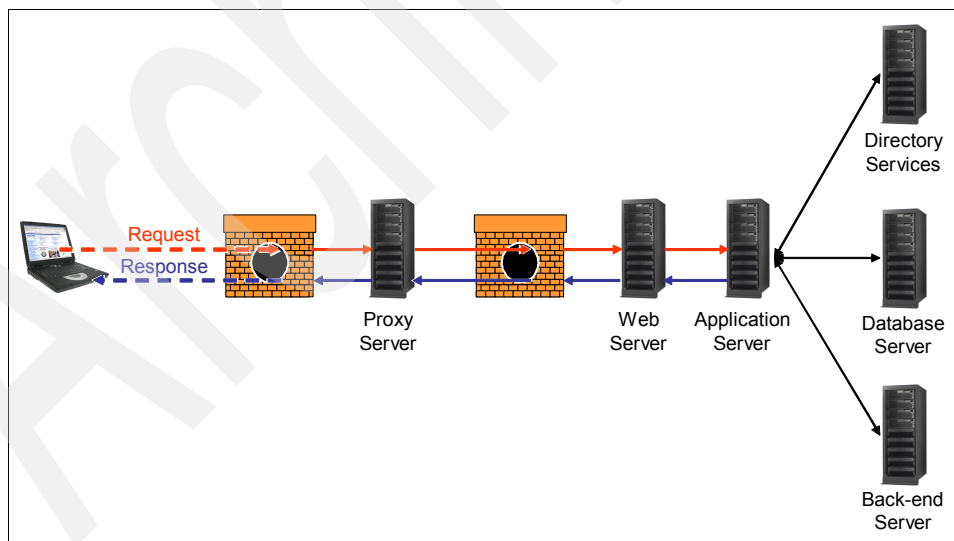 Directory
Services
Request
Response
Proxy
Server
Web
Server
Application
Server
Database
Server
Back-end
Server